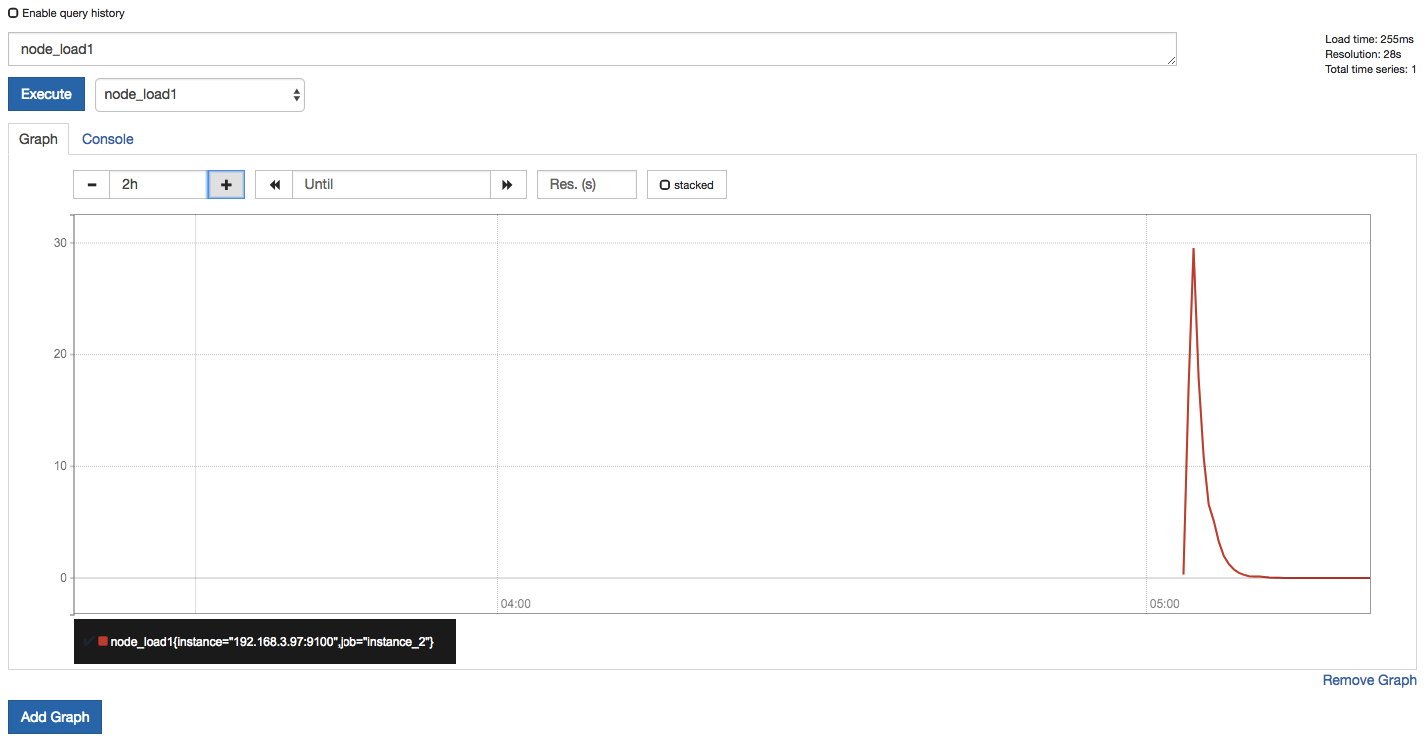 Enable query history
node_load1
Load time: 255ms
Resolution: 28s
Total time series: 1
Execute
node_load1
Graph
Console
−
2h
+
Until
Res. (s)
stacked
30
20
10
0
04:00
05:00
node_load1{instance="192.168.3.97:9100",job="instance_2"}
Remove Graph
Add Graph